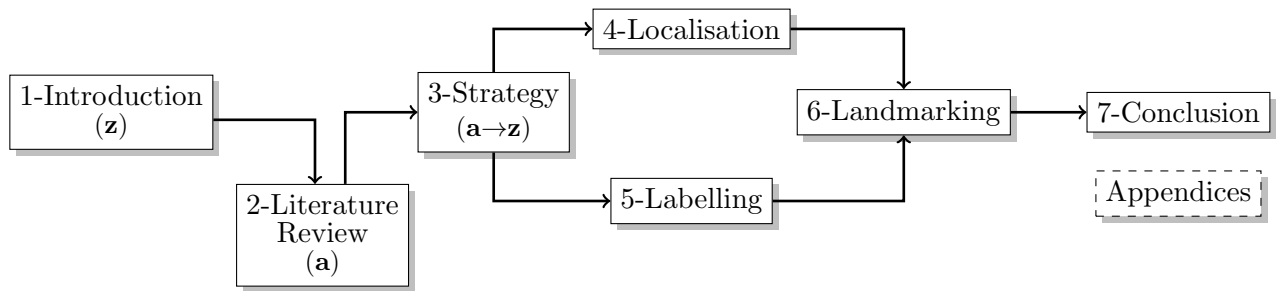 1-Introduction
(z)
2-Literature
Review
(a)
3-Strategy
(a→z)
4-Localisation
5-Labelling
6-Landmarking
7-Conclusion
Appendices